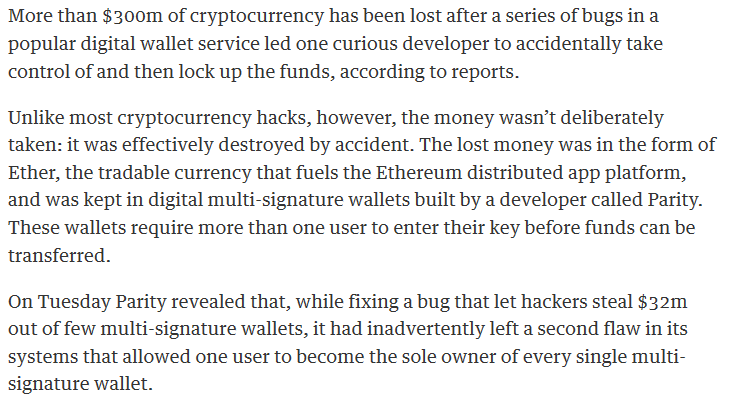 More than $300m of cryptocurrency has been lost after a series of bugs in a
popular digital wallet service led one curious developer to accidentally take
control of and then lock up the funds, according to reports.
Unlike most cryptocurrency hacks, however, the money wasn’t deliberately
taken: it was effectively destroyed by accident. The lost money was in the form of
Ether, the tradable currency that fuels the Ethereum distributed app platform,
and was kept in digital multi-signature wallets built by a developer called Parity.
These wallets require more than one user to enter their key before funds can be
transferred.
On Tuesday Parity revealed that, while fixing a bug that let hackers steal $32m
out of few multi-signature wallets, it had inadvertently left a second flaw in its
systems that allowed one user to become the sole owner of every single multi-
signature wallet.